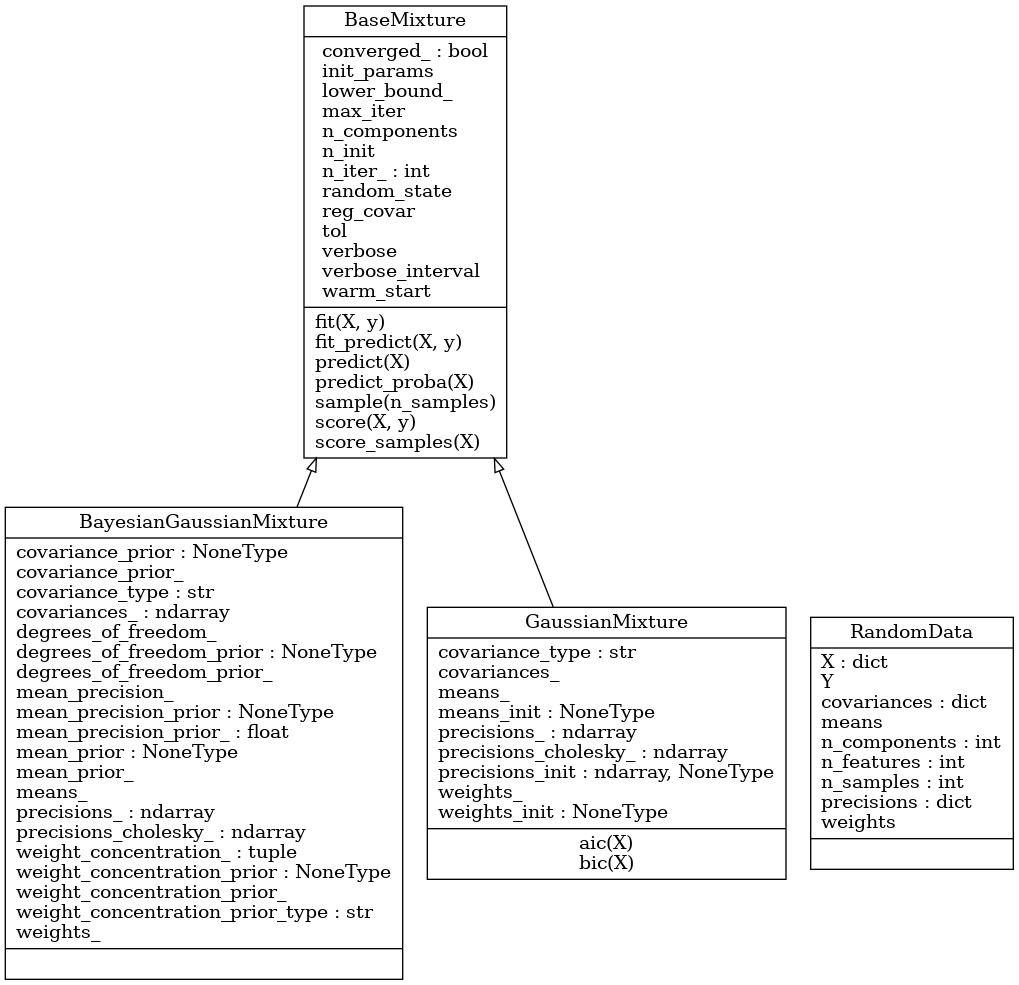 BaseMixture
converged_ : bool
init_params
lower_bound_
max_iter
n_components
n_init
n_iter_ : int
random_state
reg_covar
tol
verbose
verbose_interval
warm_start
fit(X, y)
fit_predict(X, y)
predict(X)
predict_proba(X)
sample(n_samples)
score(X, y)
score_samples(X)
BayesianGaussianMixture
covariance_prior : NoneType
covariance_prior_
covariance_type : str
covariances_ : ndarray
degrees_of_freedom_
degrees_of_freedom_prior : NoneType
degrees_of_freedom_prior_
mean_precision_
mean_precision_prior : NoneType
mean_precision_prior_ : float
mean_prior : NoneType
mean_prior_
means_
precisions_ : ndarray
precisions_cholesky_ : ndarray
weight_concentration_ : tuple
weight_concentration_prior : NoneType
weight_concentration_prior_
weight_concentration_prior_type : str
weights_
GaussianMixture
covariance_type : str
covariances_
means_
means_init : NoneType
precisions_ : ndarray
precisions_cholesky_ : ndarray
precisions_init : ndarray, NoneType
weights_
weights_init : NoneType
aic(X)
bic(X)
RandomData
X : dict
Y
covariances : dict
means
n_components : int
n_features : int
n_samples : int
precisions : dict
weights